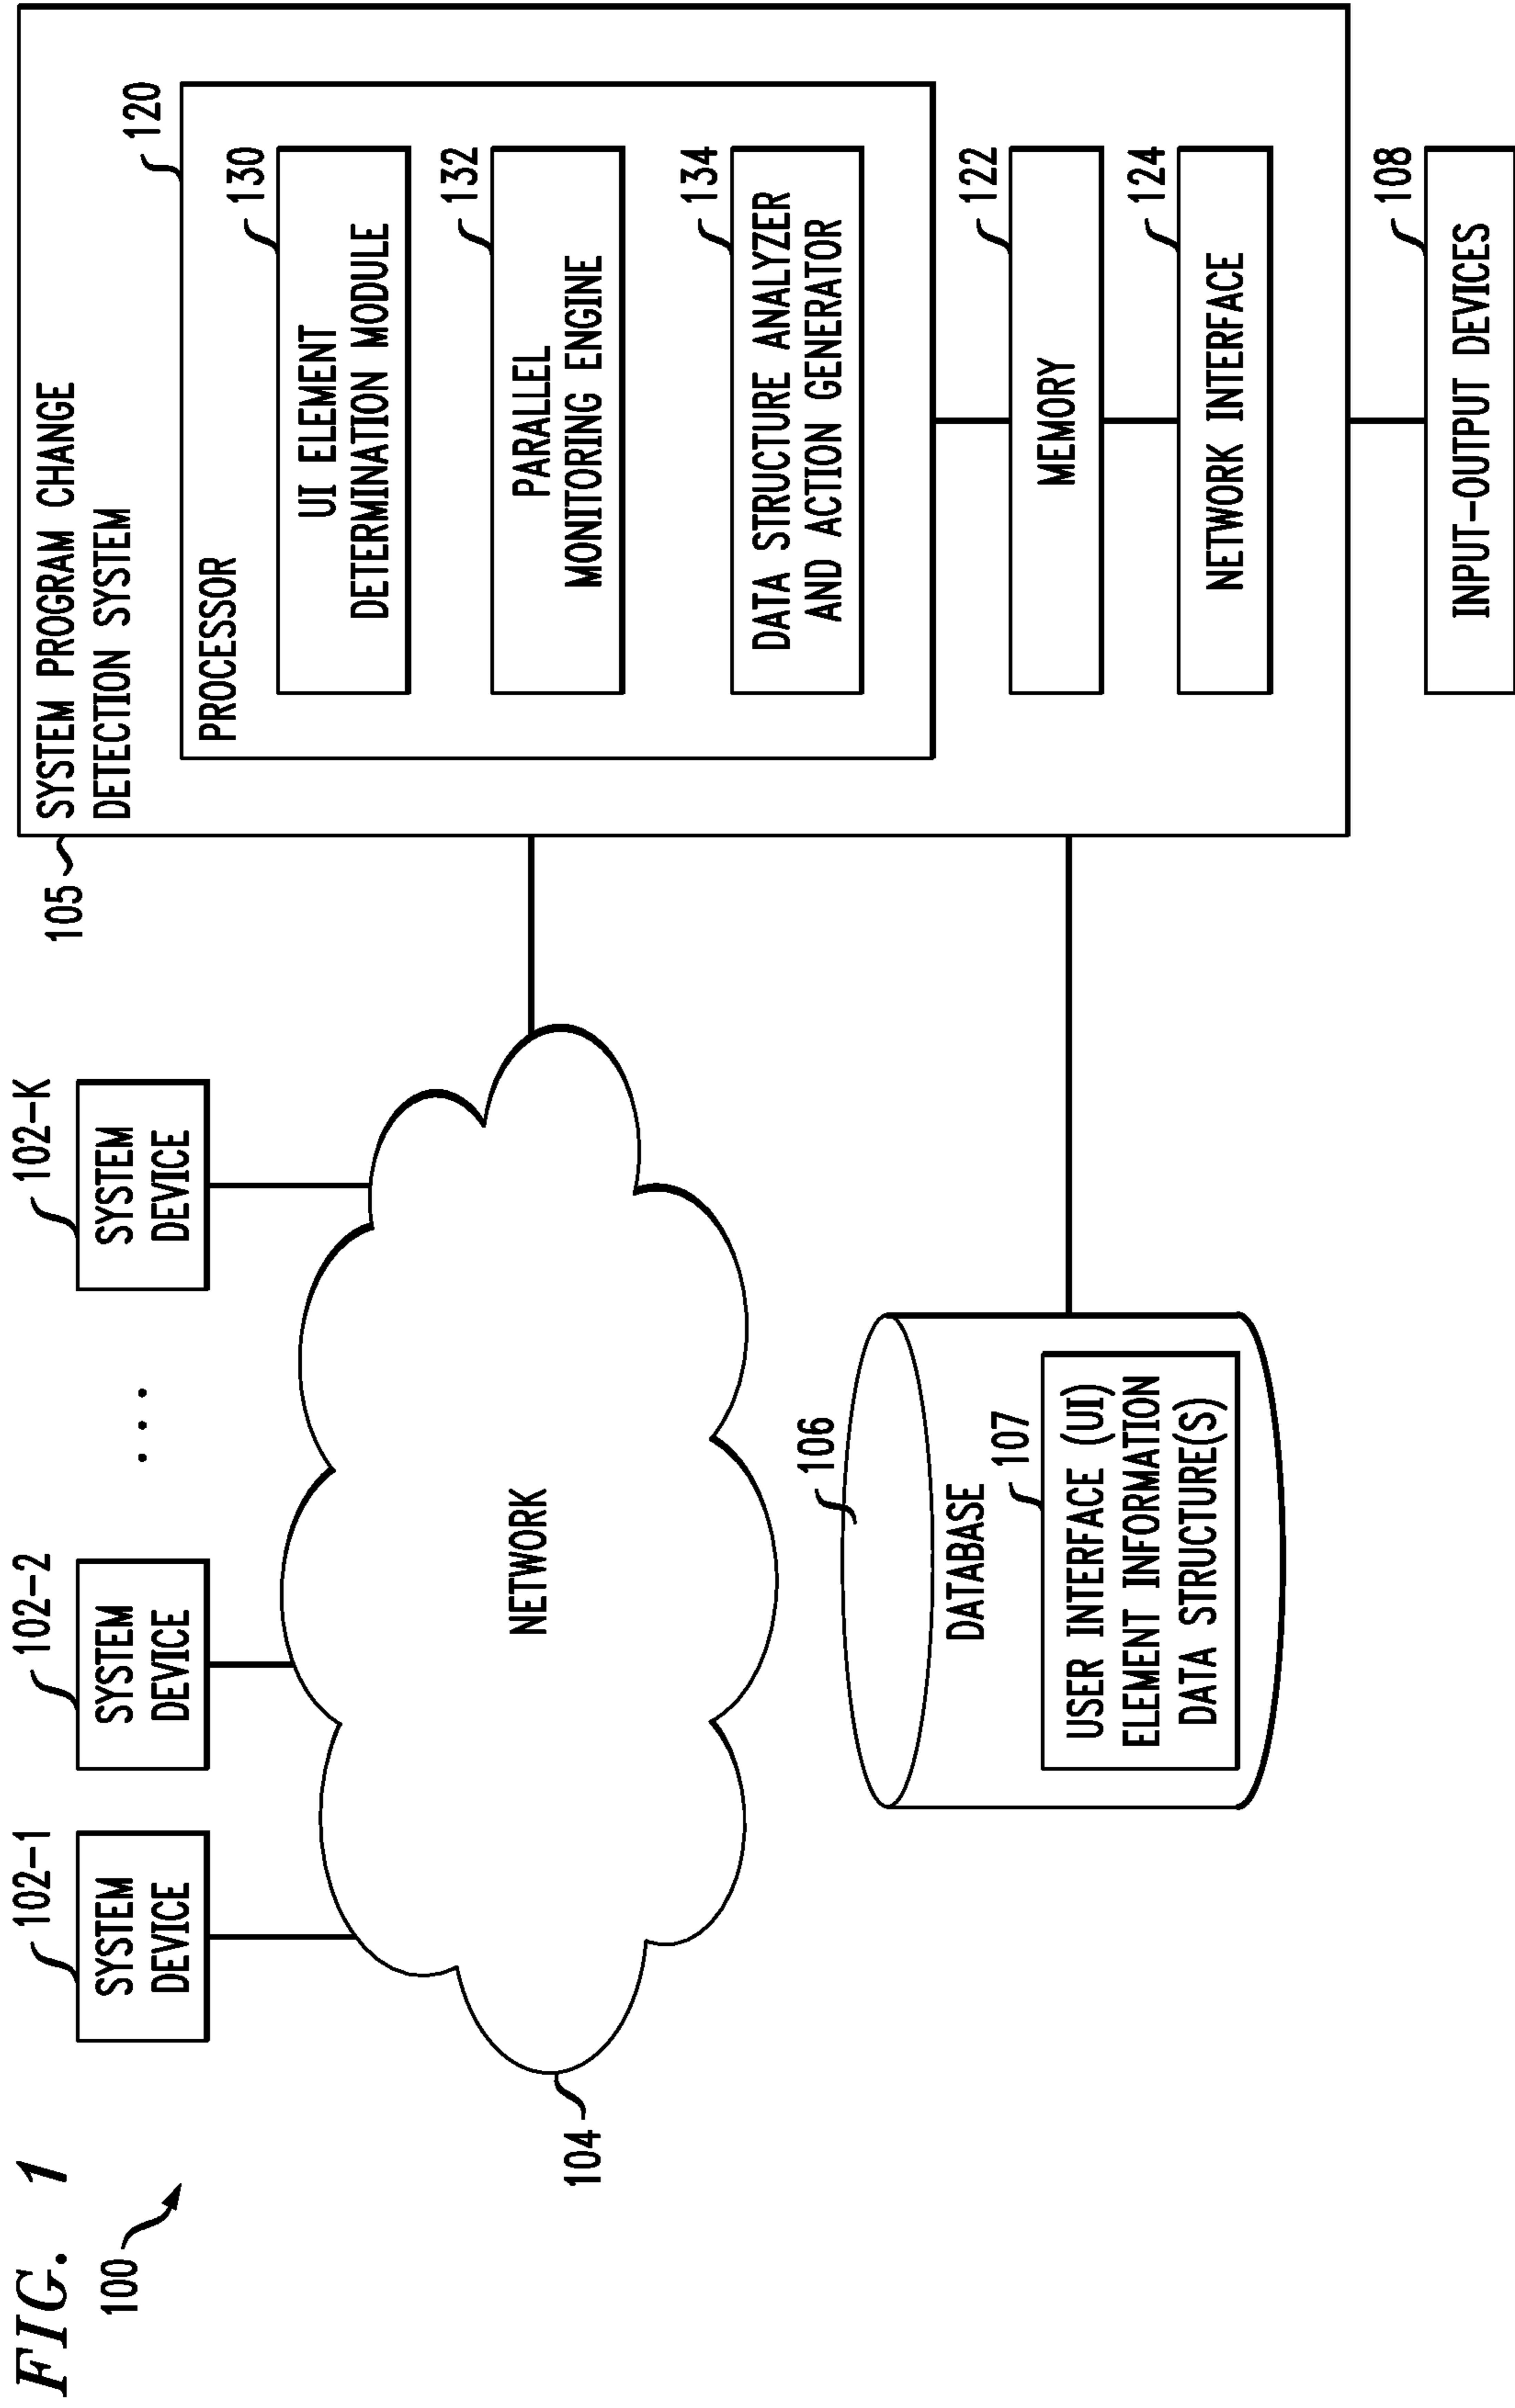 FIG. 1
100
102-1
SYSTEM
DEVICE
102-2
SYSTEM
DEVICE
. . .
102-K
SYSTEM
DEVICE
NETWORK
104
106
DATABASE
107
USER INTERFACE (UI)
ELEMENT INFORMATION
DATA STRUCTURE(S)
105
SYSTEM PROGRAM CHANGE
DETECTION SYSTEM
120
PROCESSOR
130
UI ELEMENT
DETERMINATION MODULE
132
PARALLEL
MONITORING ENGINE
134
DATA STRUCTURE ANALYZER
AND ACTION GENERATOR
122
MEMORY
124
NETWORK INTERFACE
108
INPUT-OUTPUT DEVICES